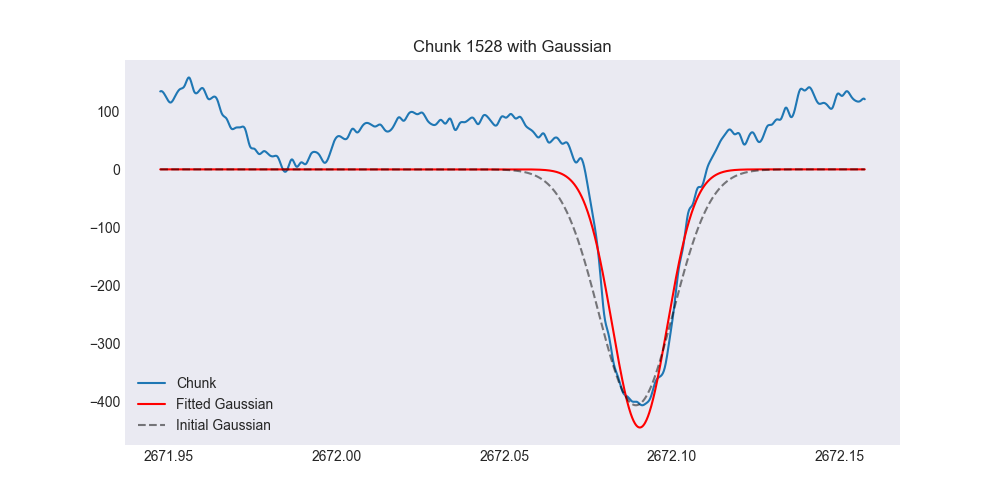 Chunk 1528 with Gaussian
100
0
−100
−200
−300
−400
Chunk
Fitted Gaussian
Initial Gaussian
2671.95 2672.00 2672.05 2672.10 2672.15